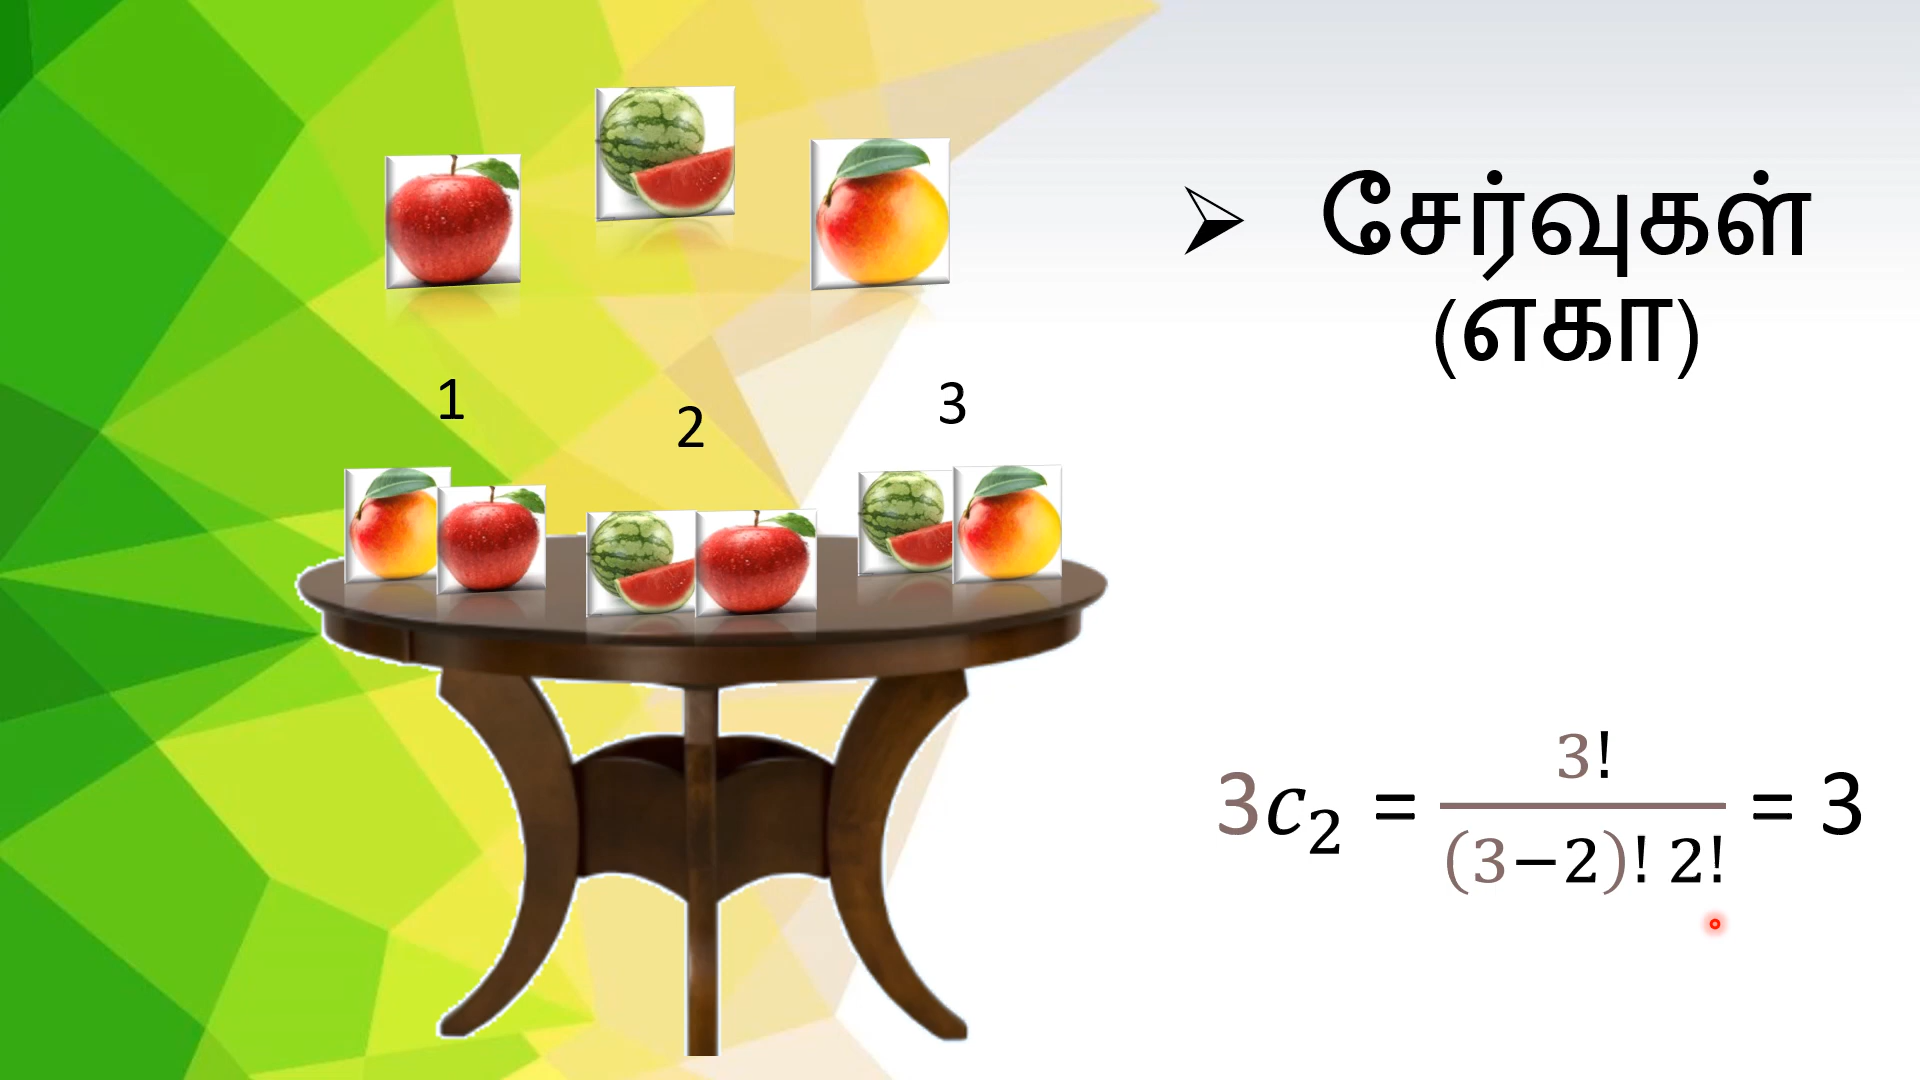 ➢ சேர்வுகள்
(எகா)
1
2
3
3c₂ = 3! / (3−2)! 2! = 3